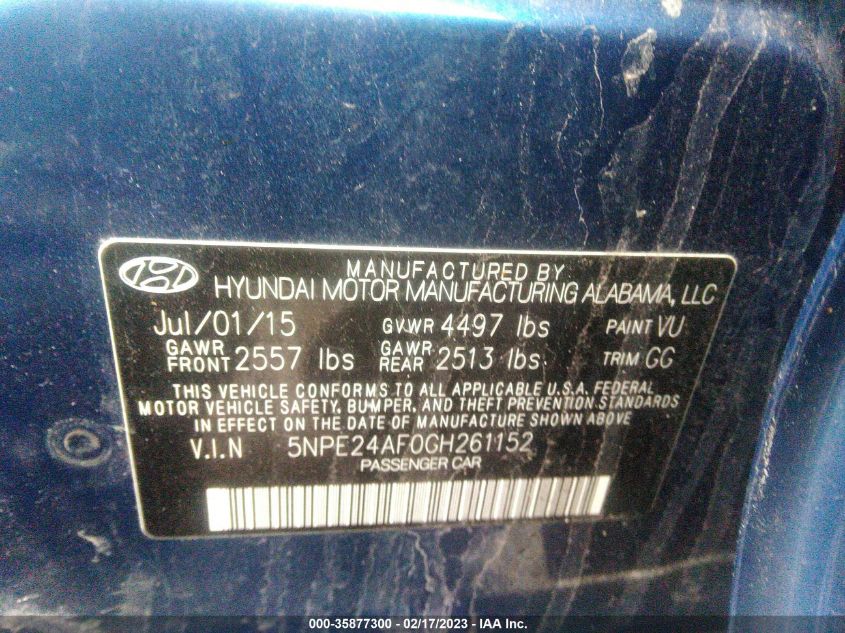 MANUFACTURED BY
HYUNDAI MOTOR MANUFACTURING ALABAMA, LLC
Jul/01/15 GVWR 4497 lbs PAINT VU
GAWR FRONT 2557 lbs GAWR REAR 2513 lbs TRIM GG
THIS VEHICLE CONFORMS TO ALL APPLICABLE U.S.A. FEDERAL
MOTOR VEHICLE SAFETY, BUMPER, AND THEFT PREVENTION STANDARDS
IN EFFECT ON THE DATE OF MANUFACTURE SHOWN ABOVE
V.I.N 5NPE24AF0GH261152
PASSENGER CAR
000-35877300 - 02/17/2023 - IAA Inc.